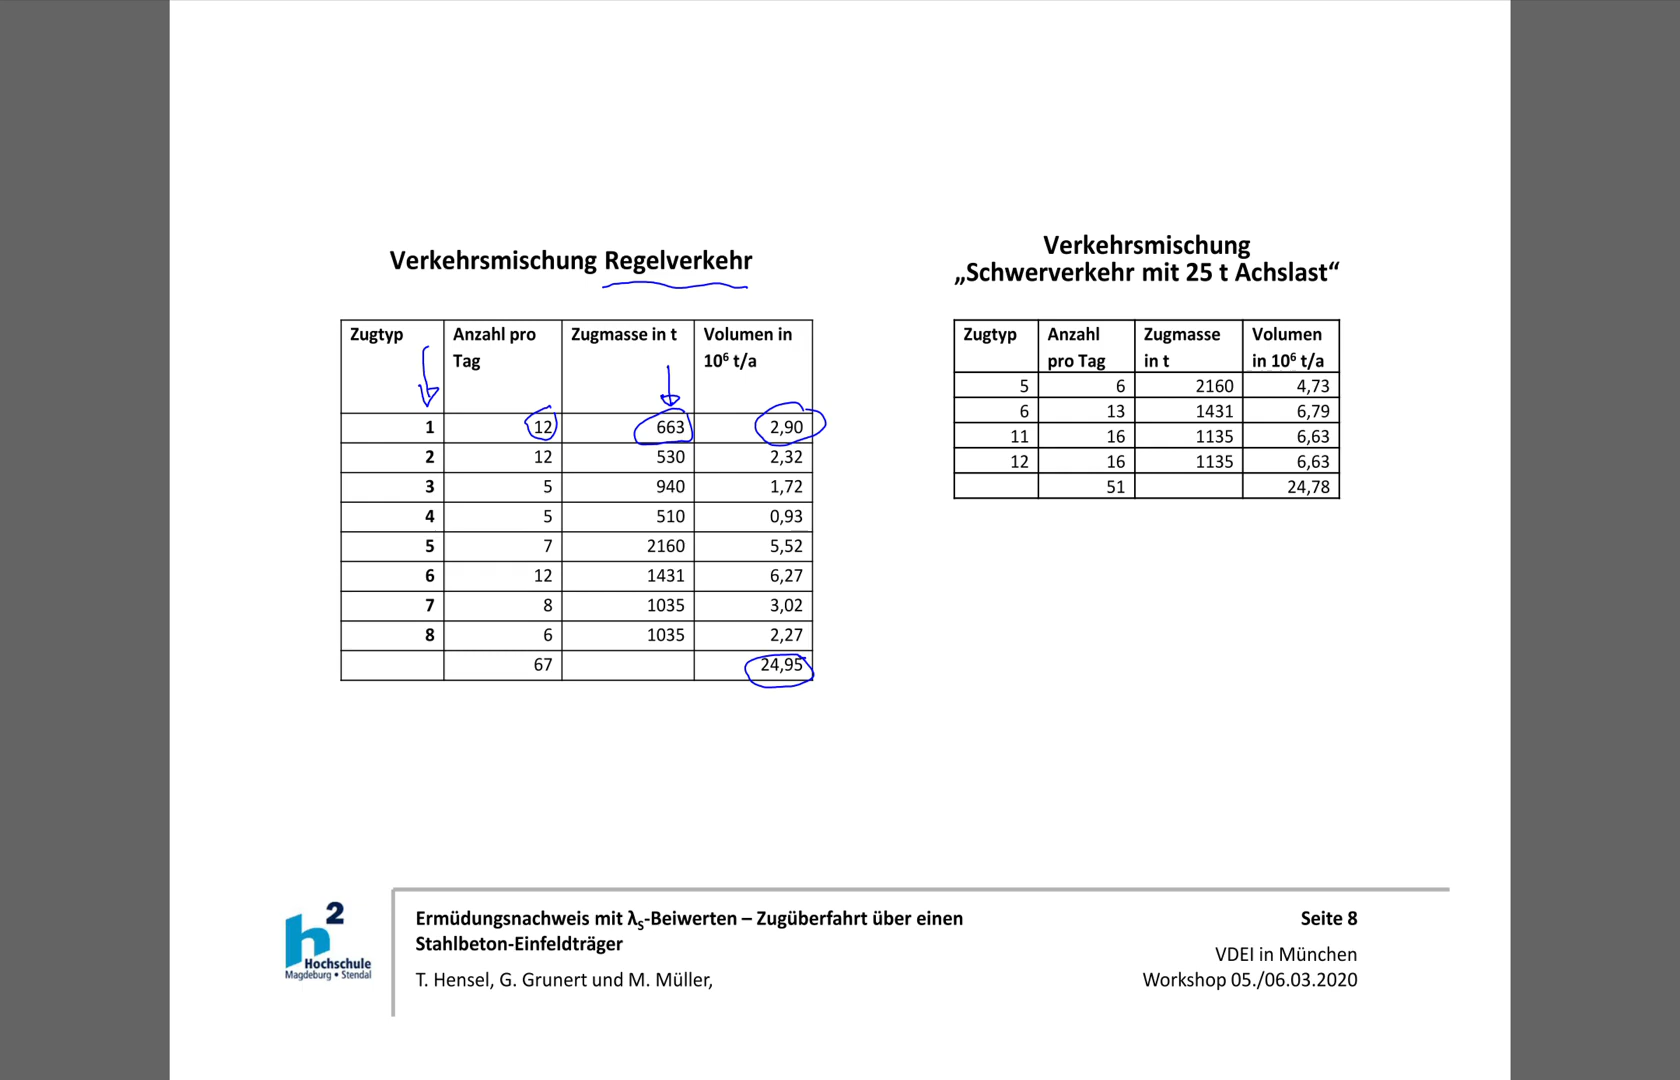 Verkehrsmischung Regelverkehr
Zugtyp Anzahl pro Tag Zugmasse in t Volumen in 10⁶ t/a
1 12 663 2,90
2 12 530 2,32
3 5 940 1,72
4 5 510 0,93
5 7 2160 5,52
6 12 1431 6,27
7 8 1035 3,02
8 6 1035 2,27
67 24,95
Verkehrsmischung
„Schwerverkehr mit 25 t Achslast“
Zugtyp Anzahl pro Tag Zugmasse in t Volumen in 10⁶ t/a
5 6 2160 4,73
6 13 1431 6,79
11 16 1135 6,63
12 16 1135 6,63
51 24,78
h2
Hochschule
Magdeburg • Stendal
Ermüdungsnachweis mit λS-Beiwerten – Zugüberfahrt über einen
Stahlbeton-Einfeldträger
T. Hensel, G. Grunert und M. Müller,
Seite 8
VDEI in München
Workshop 05./06.03.2020